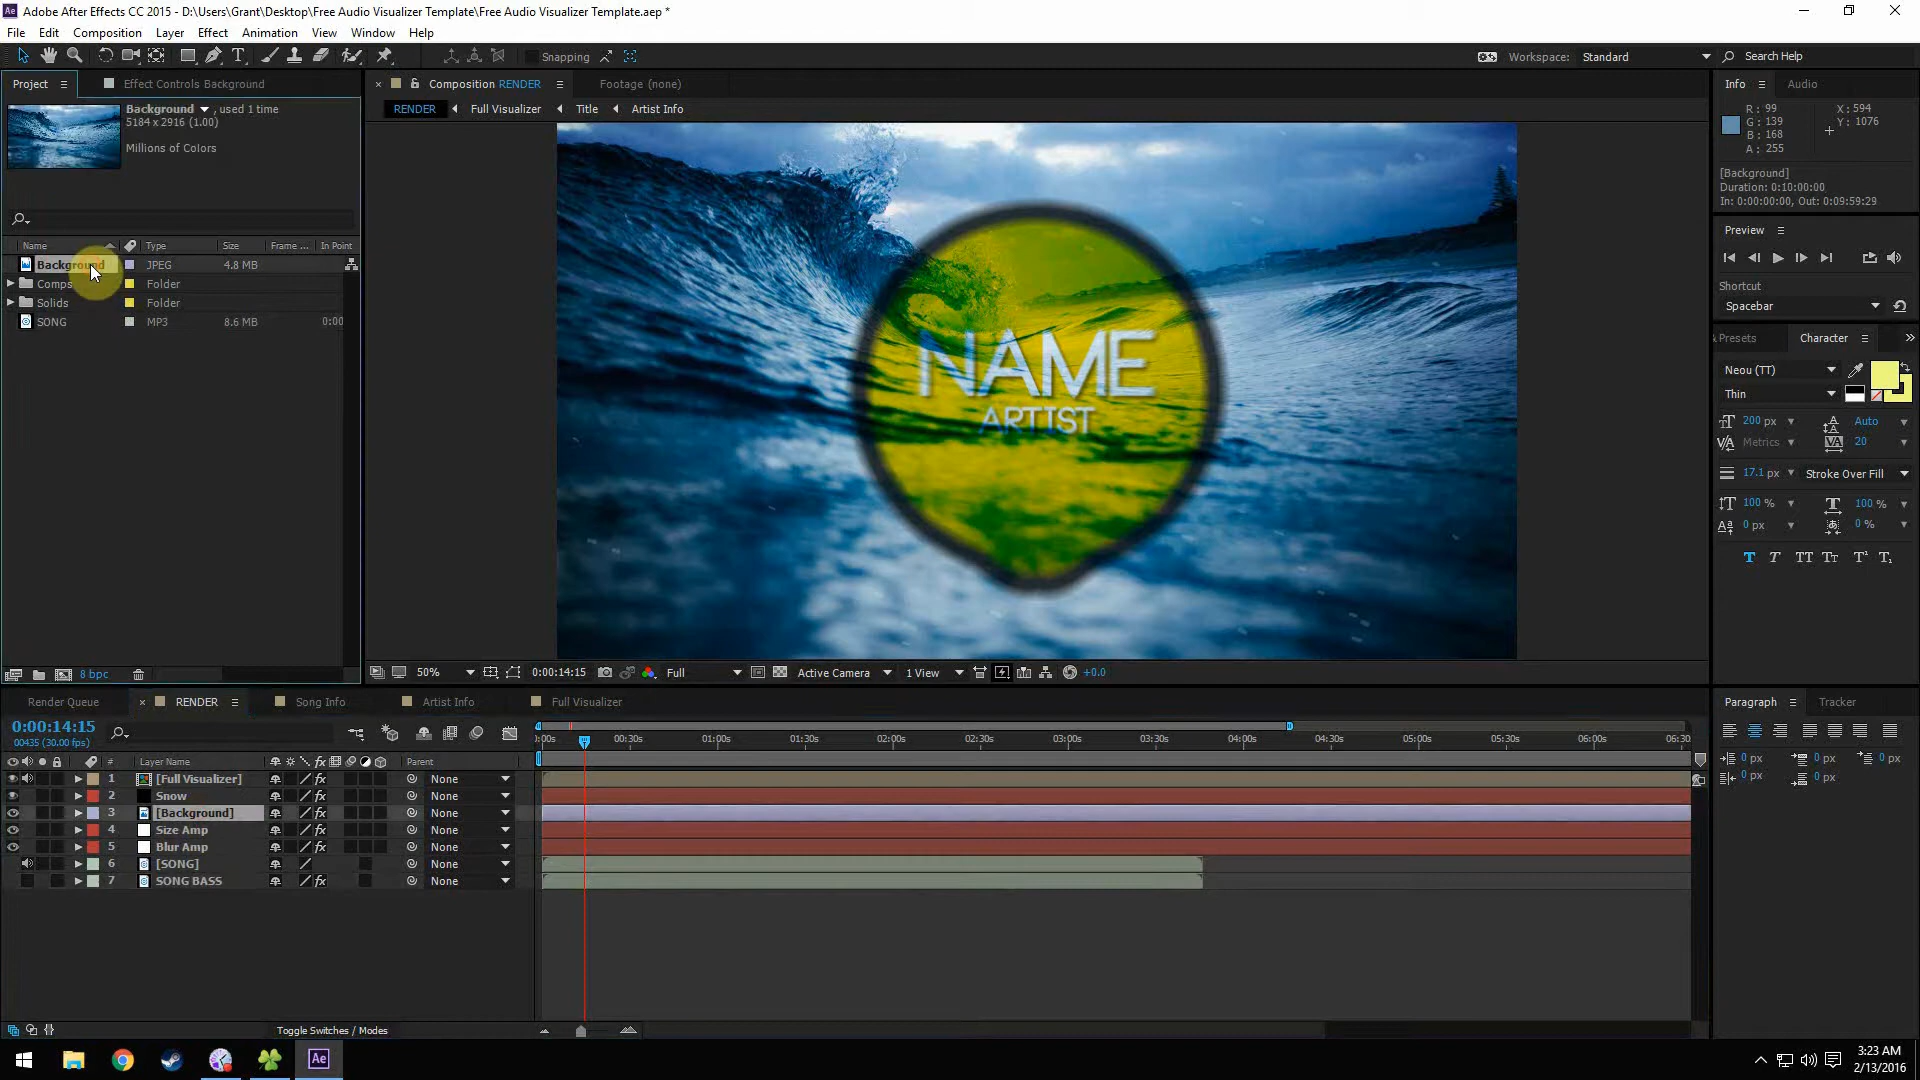 Adobe After Effects CC 2015 - D:\Users\Grant\Desktop\Free Audio Visualizer Template\Free Audio Visualizer Template.aep *
File Edit Composition Layer Effect Animation View Window Help
Snapping Workspace: Standard Search Help
Project Effect Controls Background
Background , used 1 time
5184 x 2916 (1.00)
Millions of Colors
Name Type Size Frame ... In Point
Background JPEG 4.8 MB
Comps Folder
Solids Folder
SONG MP3 8.6 MB 0:00
8 bpc
Composition RENDER Footage (none)
RENDER Full Visualizer Title Artist Info
NAME
ARTIST
50% 0:00:14:15 Full Active Camera 1 View +0.0
Info Audio
R : 99 X : 594
G : 139 Y : 1076
B : 168
A : 255
[Background]
Duration: 0:10:00:00
In: 0:00:00:00, Out: 0:09:59:29
Preview
Shortcut
Spacebar
& Presets Character
Neou (TT)
Thin
200 px Auto
Metrics 20
17.1 px Stroke Over Fill
100 % 100 %
0 px 0 %
T T TT Tr T¹ T₁
Paragraph Tracker
0 px 0 px 0 px
0 px 0 px
Render Queue RENDER Song Info Artist Info Full Visualizer
0:00:14:15
00435 (30.00 fps)
):00s 00:30s 01:00s 01:30s 02:00s 02:30s 03:00s 03:30s 04:00s 04:30s 05:00s 05:30s 06:00s 06:30
# Layer Name Parent
1 [Full Visualizer] None
2 Snow None
3 [Background] None
4 Size Amp None
5 Blur Amp None
6 [SONG] None
7 SONG BASS None
Toggle Switches / Modes
Ae
3:23 AM
2/13/2016